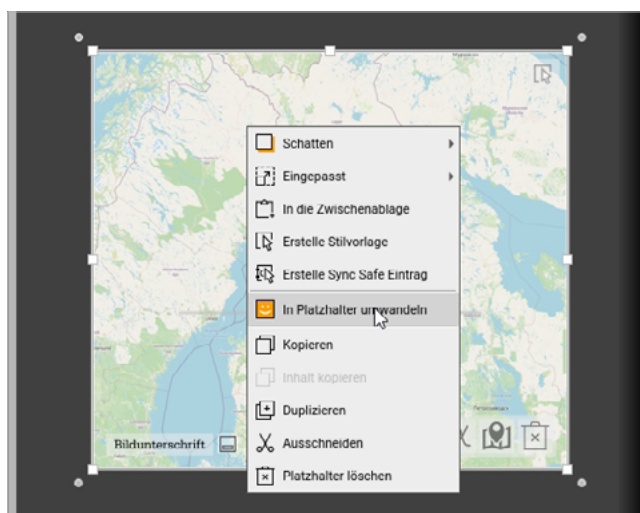 Schatten
Eingepasst
In die Zwischenablage
Erstelle Stilvorlage
Erstelle Sync Safe Eintrag
In Platzhalter umwandeln
Kopieren
Inhalt kopieren
Duplizieren
Bildunterschrift
Ausschneiden
Platzhalter löschen